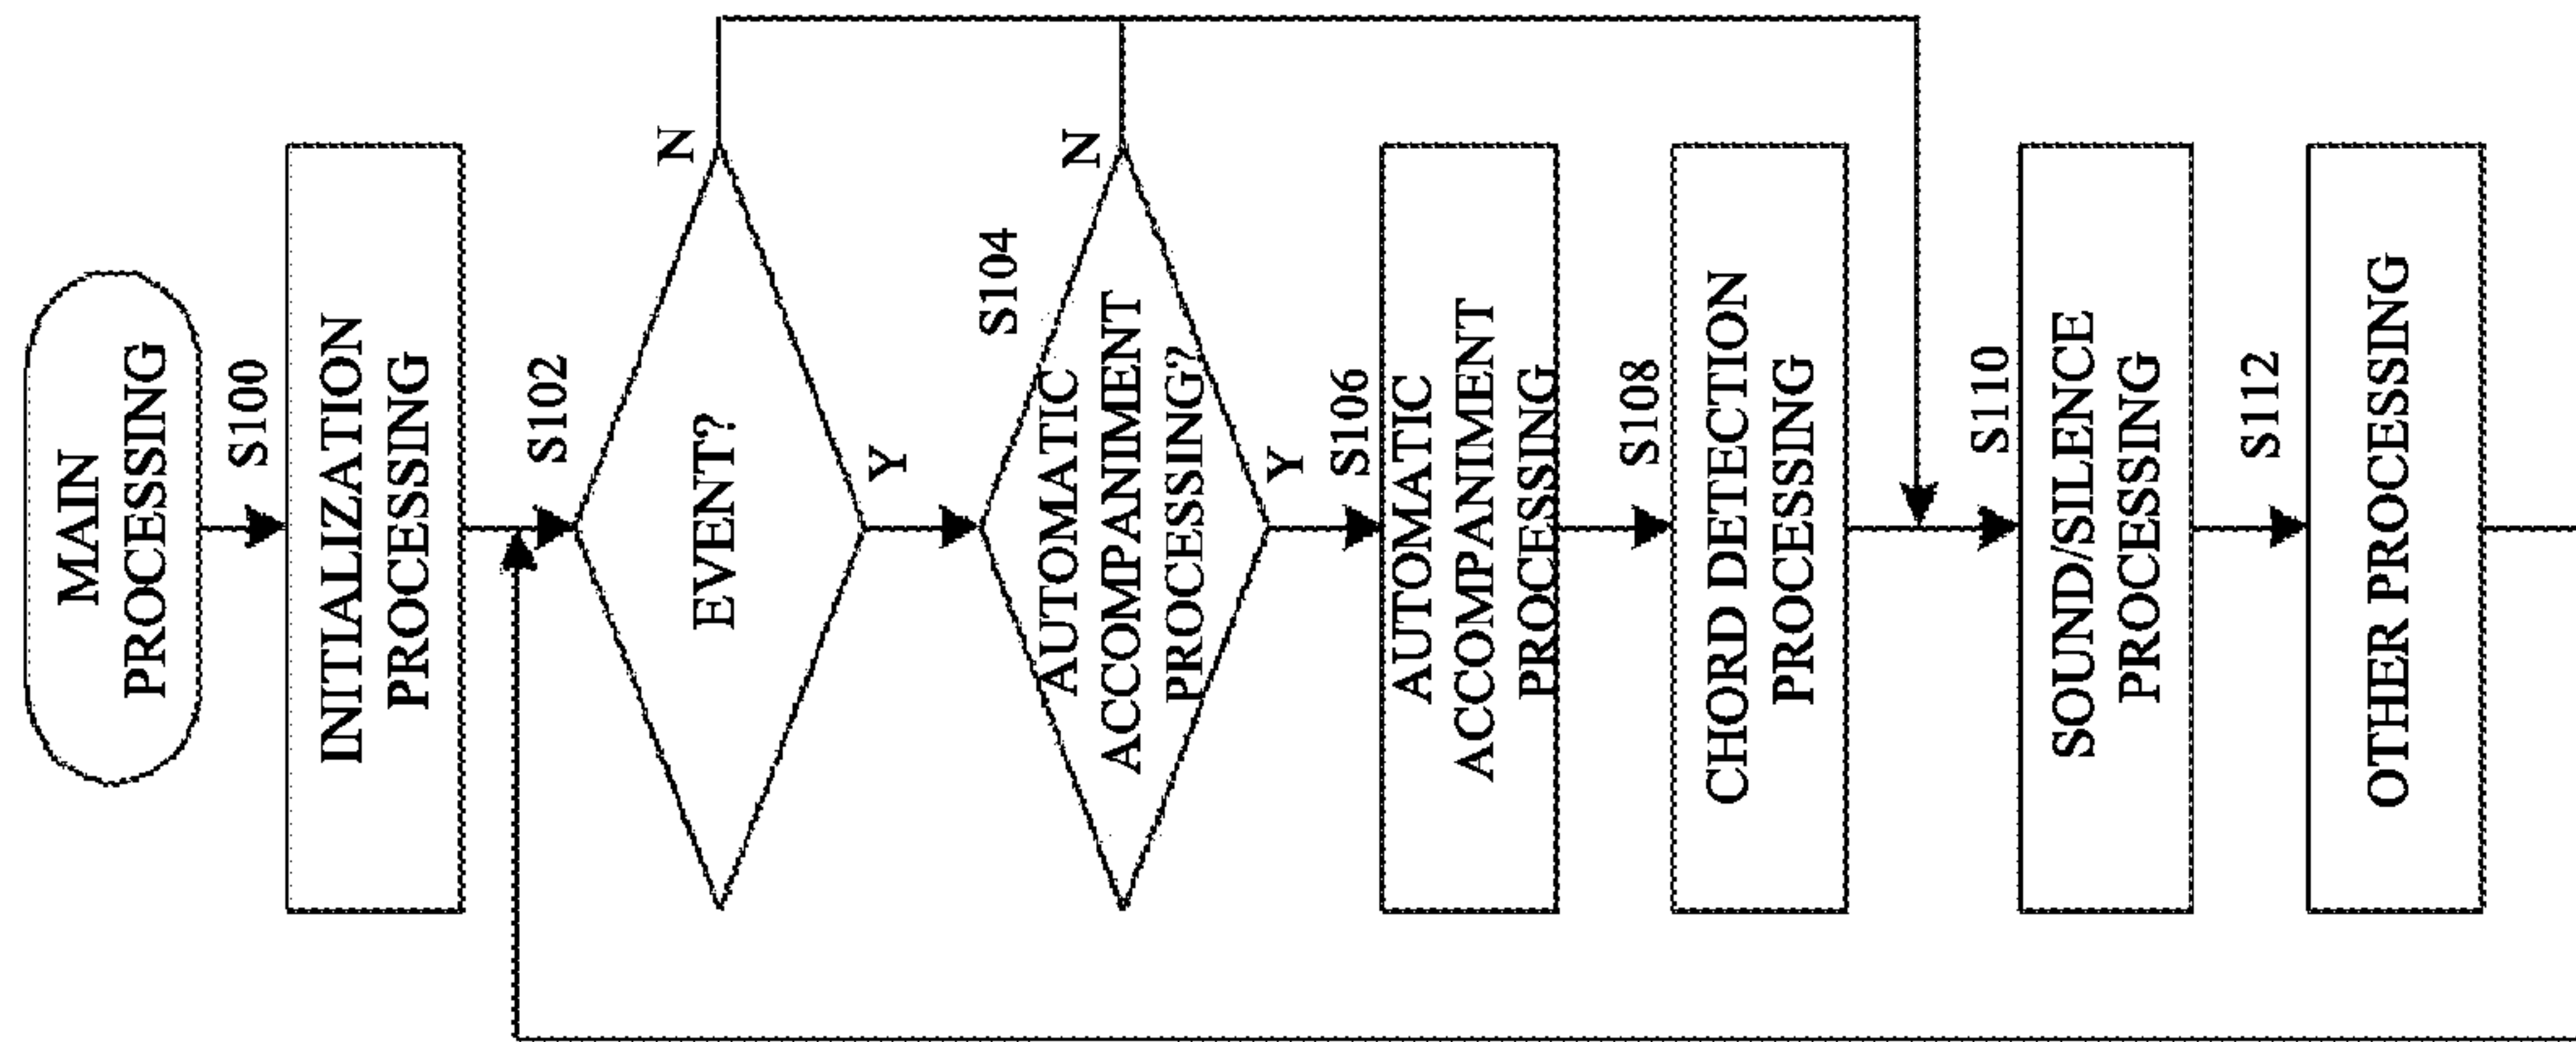 MAIN
PROCESSING
S100
INITIALIZATION
PROCESSING
S102
EVENT?
N
Y
S104
AUTOMATIC
ACCOMPANIMENT
PROCESSING?
N
Y
S106
AUTOMATIC
ACCOMPANIMENT
PROCESSING
S108
CHORD DETECTION
PROCESSING
S110
SOUND/SILENCE
PROCESSING
S112
OTHER PROCESSING